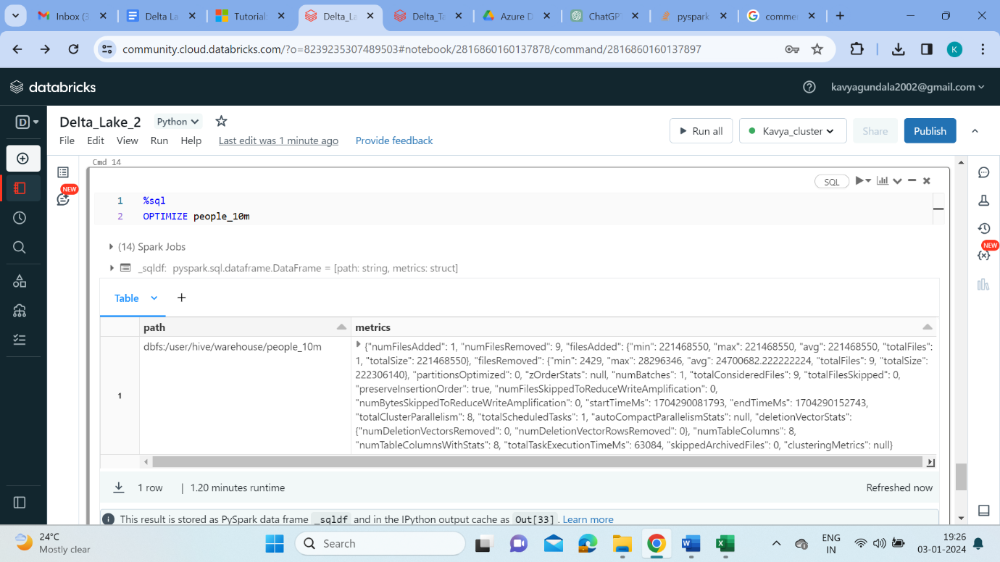 Inbox (3
Delta La
Tutorial:
Delta_La
Delta_Ta
Azure D
ChatGP
pyspark
comme
community.cloud.databricks.com/?o=8239235307489503#notebook/2816860160137878/command/2816860160137897
K
databricks
kavyagundala2002@gmail.com
D
Delta_Lake_2
Python
File Edit View Run Help Last edit was 1 minute ago Provide feedback
Run all
Kavya_cluster
Share
Publish
NEW
Cmd 14
SQL
1 %sql
2 OPTIMIZE people_10m
(14) Spark Jobs
_sqldf: pyspark.sql.dataframe.DataFrame = [path: string, metrics: struct]
Table +
path metrics
1
dbfs:/user/hive/warehouse/people_10m
{"numFilesAdded": 1, "numFilesRemoved": 9, "filesAdded": {"min": 221468550, "max": 221468550, "avg": 221468550, "totalFiles":
1, "totalSize": 221468550}, "filesRemoved": {"min": 2429, "max": 28296346, "avg": 24700682.222222224, "totalFiles": 9, "totalSize":
222306140}, "partitionsOptimized": 0, "zOrderStats": null, "numBatches": 1, "totalConsideredFiles": 9, "totalFilesSkipped": 0,
"preserveInsertionOrder": true, "numFilesSkippedToReduceWriteAmplification": 0,
"numBytesSkippedToReduceWriteAmplification": 0, "startTimeMs": 1704290081793, "endTimeMs": 1704290152743,
"totalClusterParallelism": 8, "totalScheduledTasks": 1, "autoCompactParallelismStats": null, "deletionVectorStats":
{"numDeletionVectorsRemoved": 0, "numDeletionVectorRowsRemoved": 0}, "numTableColumns": 8,
"numTableColumnsWithStats": 8, "totalTaskExecutionTimeMs": 63084, "skippedArchivedFiles": 0, "clusteringMetrics": null}
1 row | 1.20 minutes runtime
Refreshed now
This result is stored as PySpark data frame _sqldf and in the IPython output cache as Out[33]. Learn more
NEW
24°C
Mostly clear
Search
ENG
IN
19:26
03-01-2024